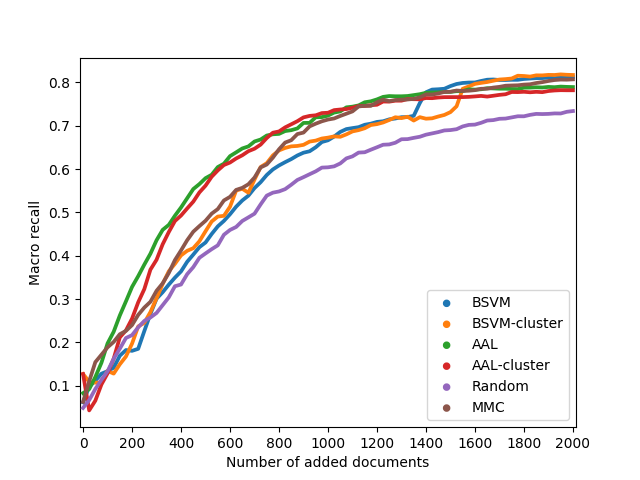 Macro recall
0.8
0.7
0.6
0.5
0.4
0.3
0.2
0.1
BSVM
BSVM-cluster
AAL
AAL-cluster
Random
MMC
0 200 400 600 800 1000 1200 1400 1600 1800 2000
Number of added documents